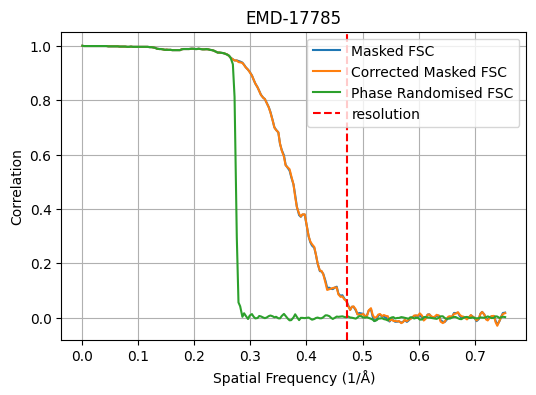 EMD-17785
Masked FSC
Corrected Masked FSC
Phase Randomised FSC
resolution
Correlation
1.0
0.8
0.6
0.4
0.2
0.0
0.0 0.1 0.2 0.3 0.4 0.5 0.6 0.7
Spatial Frequency (1/Å)